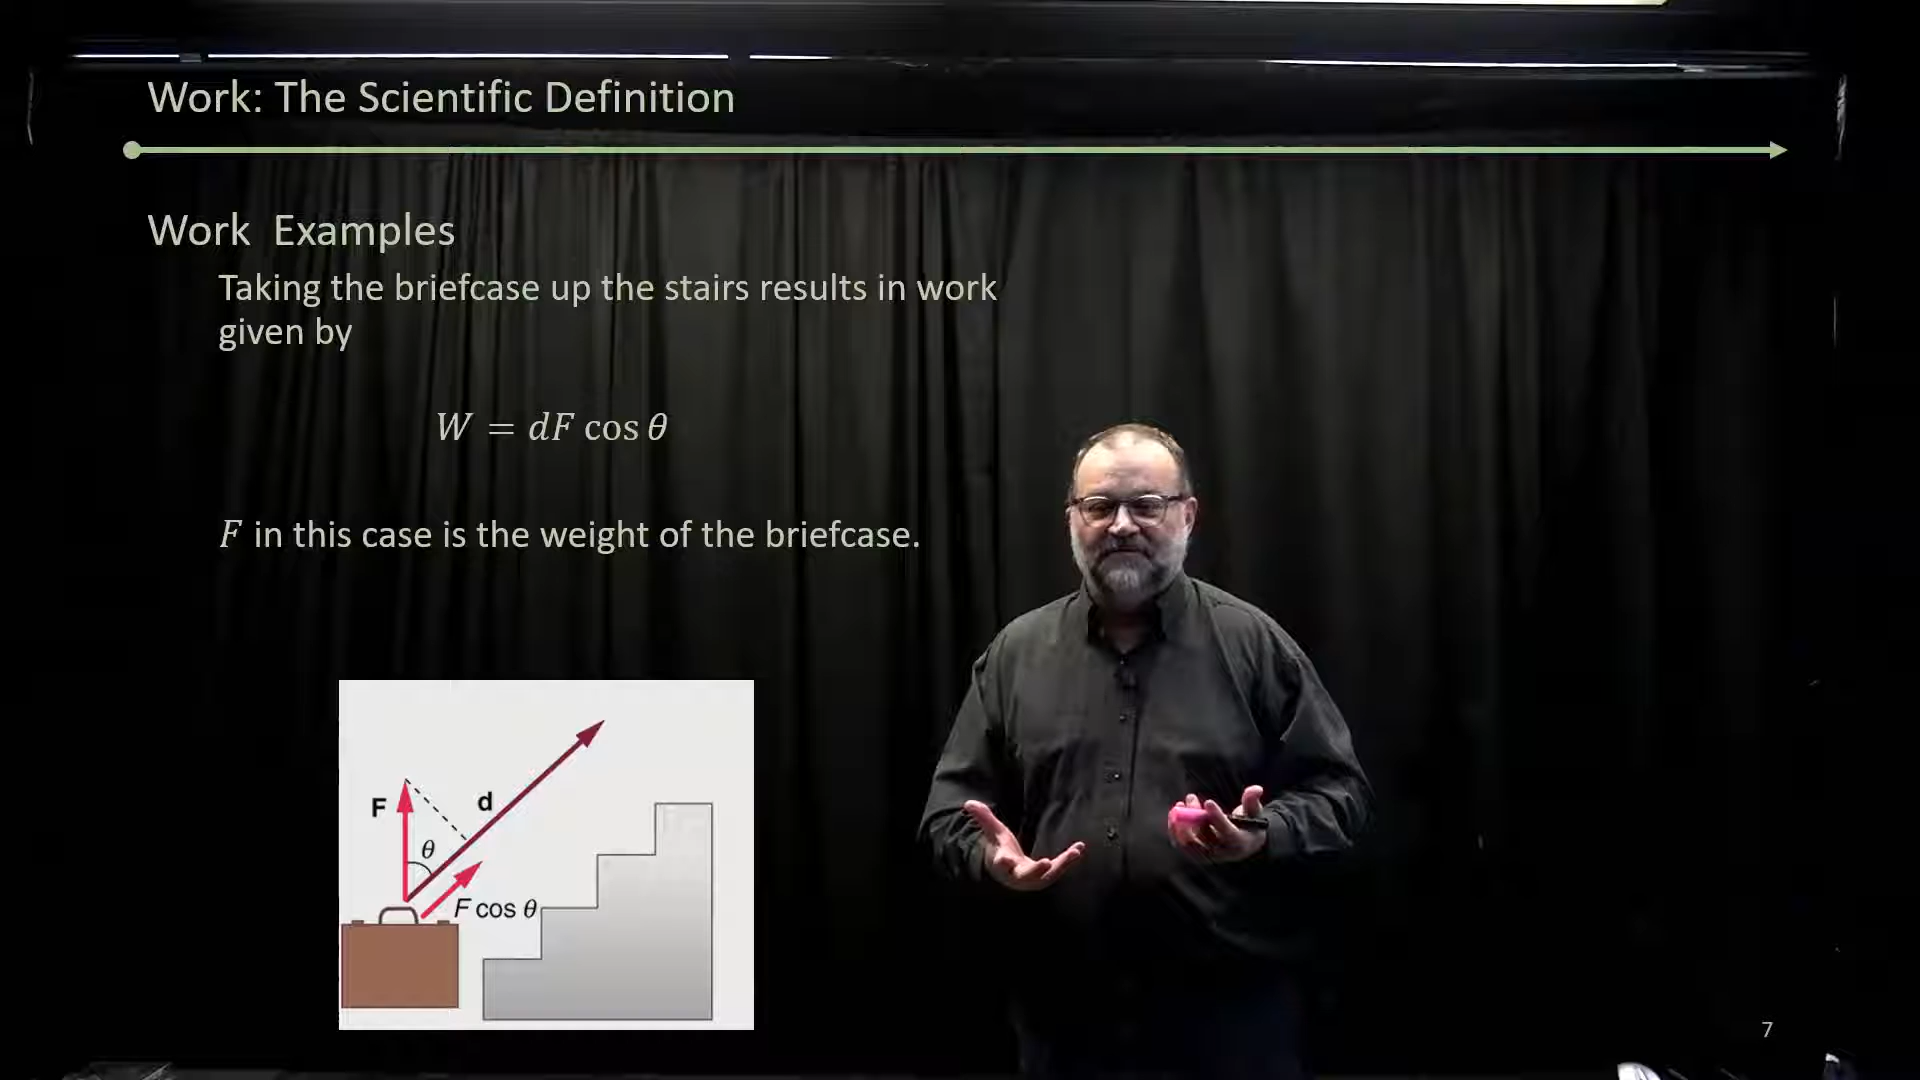 Work: The Scientific Definition
Work Examples
Taking the briefcase up the stairs results in work
given by
W = dF cos θ
F in this case is the weight of the briefcase.
F
d
θ
F cos θ
7